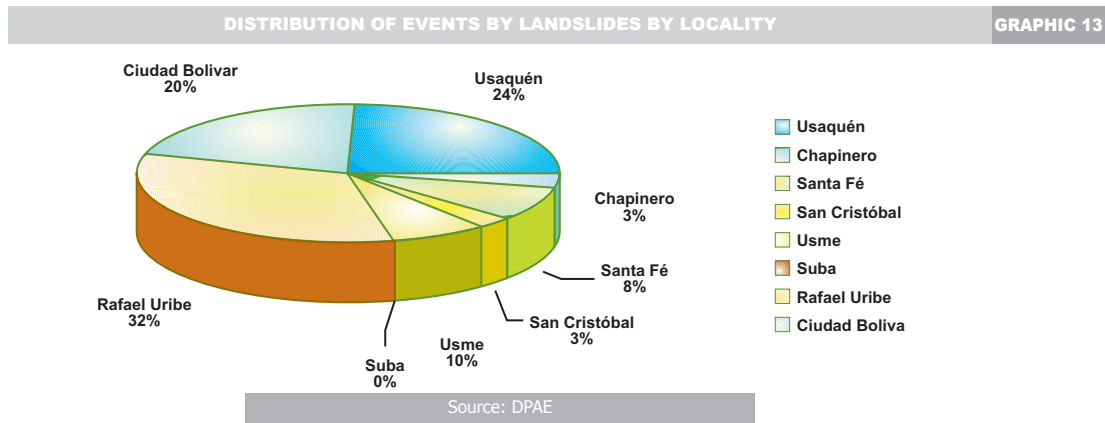 DISTRIBUTION OF EVENTS BY LANDSLIDES BY LOCALITY
GRAPHIC 13
Ciudad Bolivar
20%
Usaquén
24%
Chapinero
3%
Santa Fé
8%
San Cristóbal
3%
Usme
10%
Suba
0%
Rafael Uribe
32%
Usaquén
Chapinero
Santa Fé
San Cristóbal
Usme
Suba
Rafael Uribe
Ciudad Boliva
Source: DPAE